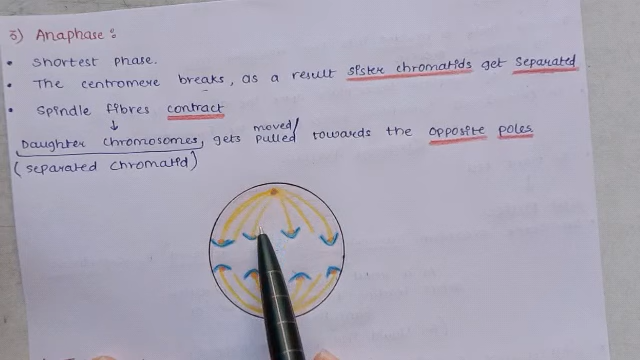 3) Anaphase:
• Shortest phase.
• The centromere breaks, as a result sister chromatids get separated
• Spindle fibres contract
↓
moved/
Daughter chromosomes, gets pulled towards the opposite poles
(separated chromatid)